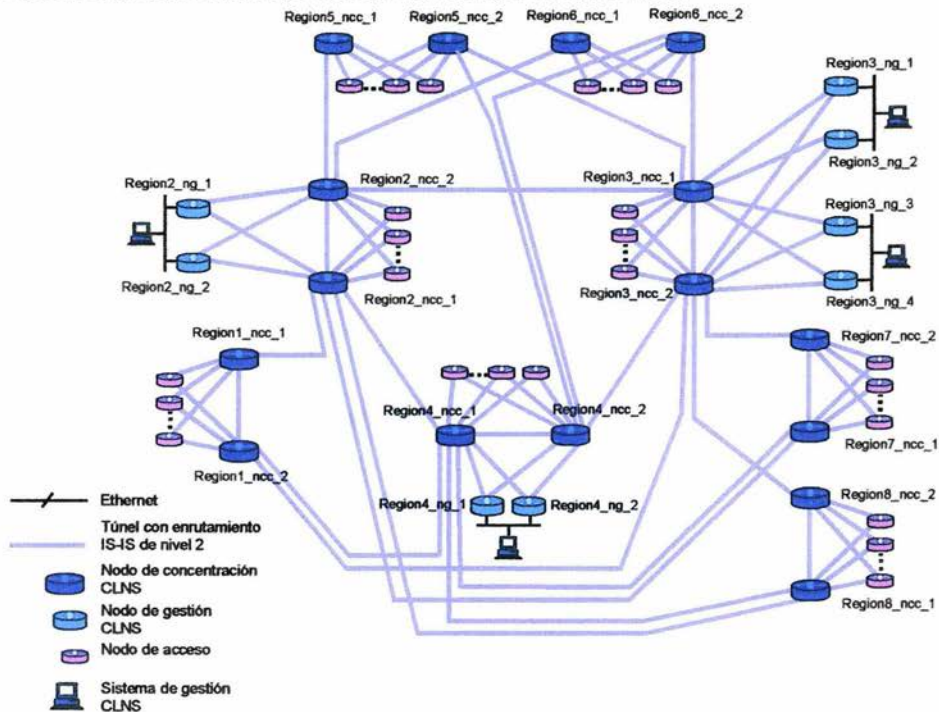 Region5_ncc_1
Region5_ncc_2
Region6_ncc_1
Region6_ncc_2
Region3_ng_1
Region3_ng_2
Region2_ng_1
Region2_ncc_2
Region3_ncc_1
Region3_ng_3
Region2_ng_2
Region2_ncc_1
Region3_ncc_2
Region3_ng_4
Region1_ncc_1
Region7_ncc_2
Region4_ncc_1
Region4_ncc_2
Region7_ncc_1
Region1_ncc_2
Region8_ncc_2
Region4_ng_1
Region4_ng_2
Region8_ncc_1
Ethernet
Túnel con enrutamiento
IS-IS de nivel 2
Nodo de concentración
CLNS
Nodo de gestión
CLNS
Nodo de acceso
Sistema de gestión
CLNS